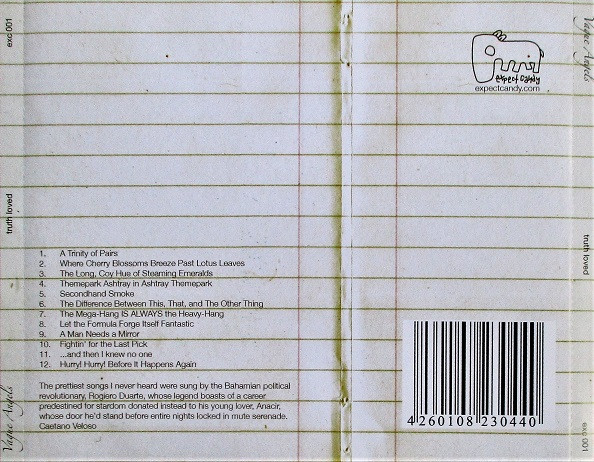 exc 001
truth loved
Vague Angels
expect candy
expectcandy.com
Vague Angels
truth loved
exc 001
1. A Trinity of Pairs
2. Where Cherry Blossoms Breeze Past Lotus Leaves
3. The Long, Coy Hue of Steaming Emeralds
4. Themepark Ashtray in Ashtray Themepark
5. Secondhand Smoke
6. The Difference Between This, That, and The Other Thing
7. The Mega-Hang IS ALWAYS the Heavy-Hang
8. Let the Formula Forge Itself Fantastic
9. A Man Needs a Mirror
10. Fightin' for the Last Pick
11. ...and then I knew no one
12. Hurry! Hurry! Before It Happens Again
The prettiest songs I never heard were sung by the Bahamian political
revolutionary, Rogiero Duarte, whose legend boasts of a career
predestined for stardom donated instead to his young lover, Anacir,
whose door he'd stand before entire nights locked in mute serenade.
Caetano Veloso
4 260108 230440